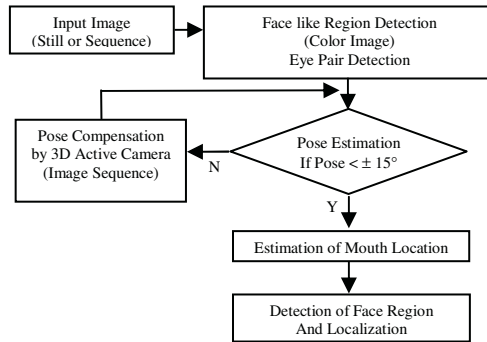 Input Image
(Still or Sequence)
Face like Region Detection
(Color Image)
Eye Pair Detection
Pose Compensation
by 3D Active Camera
(Image Sequence)
N
Pose Estimation
If Pose < ± 15°
Y
Estimation of Mouth Location
Detection of Face Region
And Localization